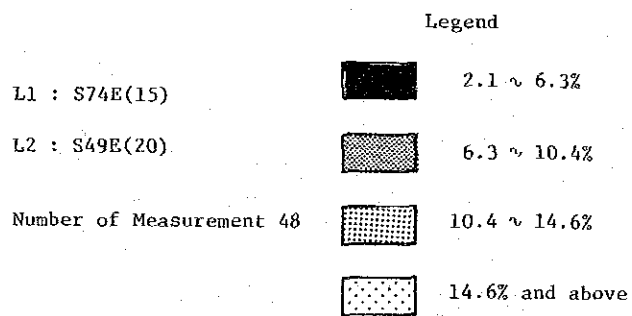 Legend
L1 : S74E(15)
2.1 ~ 6.3%
L2 : S49E(20)
6.3 ~ 10.4%
Number of Measurement 48
10.4 ~ 14.6%
14.6% and above